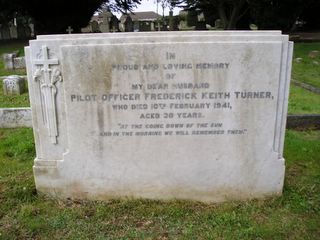 IN
PROUD AND LOVING MEMORY
OF
MY DEAR HUSBAND
PILOT OFFICER FREDERICK KEITH TURNER,
WHO DIED 10TH FEBRUARY 1941,
AGED 30 YEARS.
"AT THE GOING DOWN OF THE SUN
AND IN THE MORNING WE WILL REMEMBER THEM."